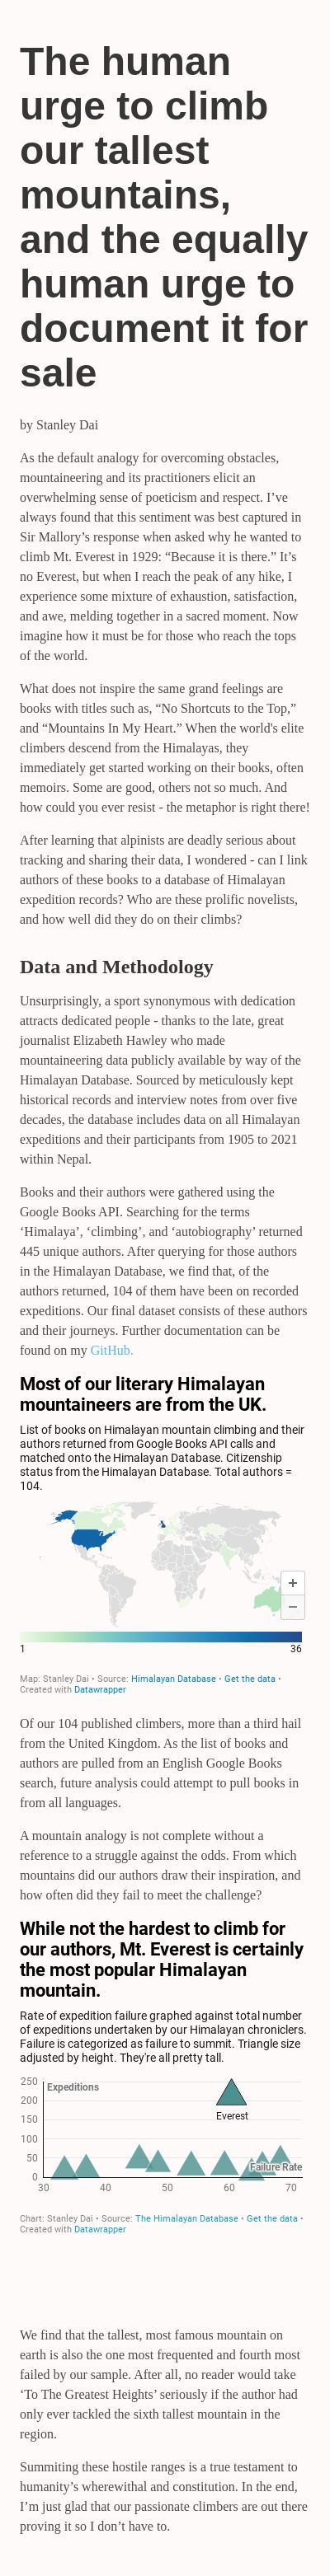 The human
urge to climb
our tallest
mountains,
and the equally
human urge to
document it for
sale
by Stanley Dai
As the default analogy for overcoming obstacles,
mountaineering and its practitioners elicit an
overwhelming sense of poeticism and respect. I’ve
always found that this sentiment was best captured in
Sir Mallory’s response when asked why he wanted to
climb Mt. Everest in 1929: “Because it is there.” It’s
no Everest, but when I reach the peak of any hike, I
experience some mixture of exhaustion, satisfaction,
and awe, melding together in a sacred moment. Now
imagine how it must be for those who reach the tops
of the world.
What does not inspire the same grand feelings are
books with titles such as, “No Shortcuts to the Top,”
and “Mountains In My Heart.” When the world's elite
climbers descend from the Himalayas, they
immediately get started working on their books, often
memoirs. Some are good, others not so much. And
how could you ever resist - the metaphor is right there!
After learning that alpinists are deadly serious about
tracking and sharing their data, I wondered - can I link
authors of these books to a database of Himalayan
expedition records? Who are these prolific novelists,
and how well did they do on their climbs?
Data and Methodology
Unsurprisingly, a sport synonymous with dedication
attracts dedicated people - thanks to the late, great
journalist Elizabeth Hawley who made
mountaineering data publicly available by way of the
Himalayan Database. Sourced by meticulously kept
historical records and interview notes from over five
decades, the database includes data on all Himalayan
expeditions and their participants from 1905 to 2021
within Nepal.
Books and their authors were gathered using the
Google Books API. Searching for the terms
‘Himalaya’, ‘climbing’, and ‘autobiography’ returned
445 unique authors. After querying for those authors
in the Himalayan Database, we find that, of the
authors returned, 104 of them have been on recorded
expeditions. Our final dataset consists of these authors
and their journeys. Further documentation can be
found on my GitHub.
Most of our literary Himalayan
mountaineers are from the UK.
List of books on Himalayan mountain climbing and their
authors returned from Google Books API calls and
matched onto the Himalayan Database. Citizenship
status from the Himalayan Database. Total authors =
104.
+
−
1 36
Map: Stanley Dai • Source: Himalayan Database • Get the data •
Created with Datawrapper
Of our 104 published climbers, more than a third hail
from the United Kingdom. As the list of books and
authors are pulled from an English Google Books
search, future analysis could attempt to pull books in
from all languages.
A mountain analogy is not complete without a
reference to a struggle against the odds. From which
mountains did our authors draw their inspiration, and
how often did they fail to meet the challenge?
While not the hardest to climb for
our authors, Mt. Everest is certainly
the most popular Himalayan
mountain.
Rate of expedition failure graphed against total number
of expeditions undertaken by our Himalayan chroniclers.
Failure is categorized as failure to summit. Triangle size
adjusted by height. They're all pretty tall.
250 Expeditions
200
150 Everest
100
50 Failure Rate
0
30 40 50 60 70
Chart: Stanley Dai • Source: The Himalayan Database • Get the data •
Created with Datawrapper
We find that the tallest, most famous mountain on
earth is also the one most frequented and fourth most
failed by our sample. After all, no reader would take
‘To The Greatest Heights’ seriously if the author had
only ever tackled the sixth tallest mountain in the
region.
Summiting these hostile ranges is a true testament to
humanity’s wherewithal and constitution. In the end,
I’m just glad that our passionate climbers are out there
proving it so I don’t have to.